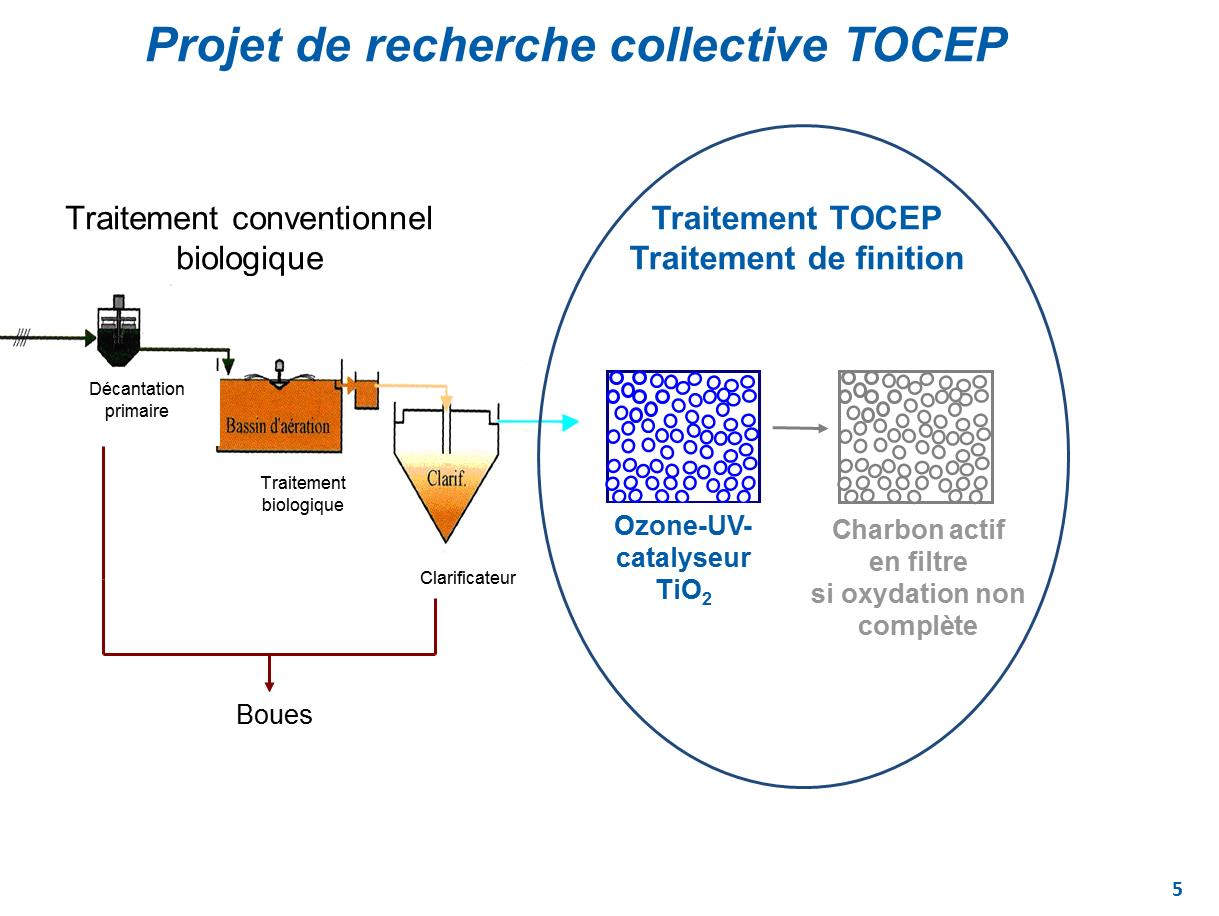 Projet de recherche collective TOCEP
Traitement conventionnel
biologique
Traitement TOCEP
Traitement de finition
Décantation
primaire
Bassin d'aération
Traitement
biologique
Clarif.
Clarificateur
Ozone-UV-
catalyseur
TiO₂
Charbon actif
en filtre
si oxydation non
complète
Boues
5